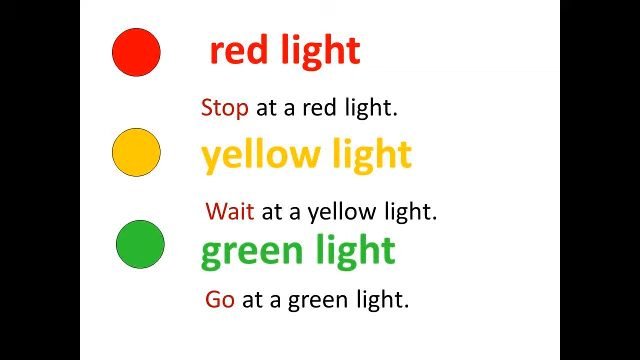 red light
Stop at a red light.
yellow light
Wait at a yellow light.
green light
Go at a green light.